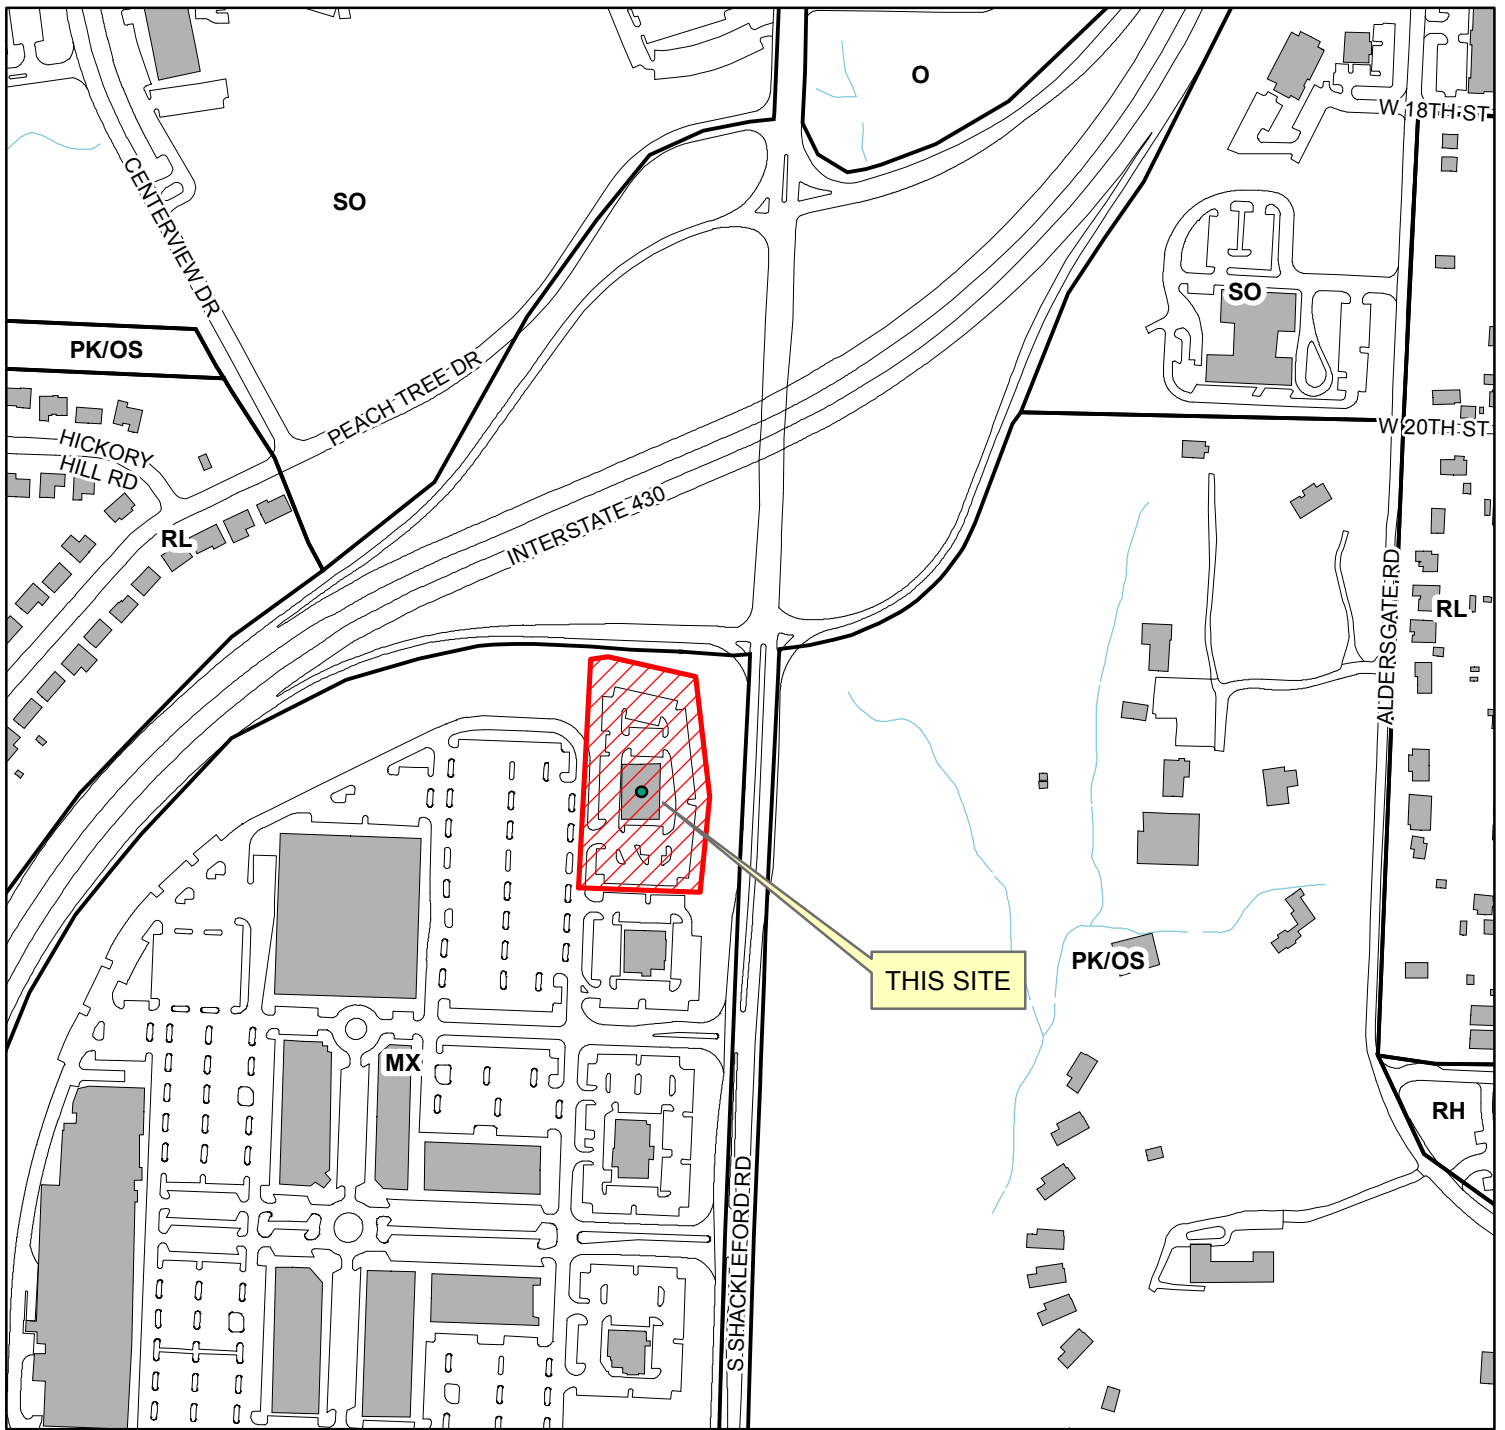 O
W 18TH ST
SO
CENTERVIEW DR
SO
PK/OS
PEACH TREE DR
W 20TH ST
HICKORY
HILL RD
INTERSTATE 430
RL
ALDERSGATE RD
RL
THIS SITE
PK/OS
MX
RH
S SHACKLEFORD RD